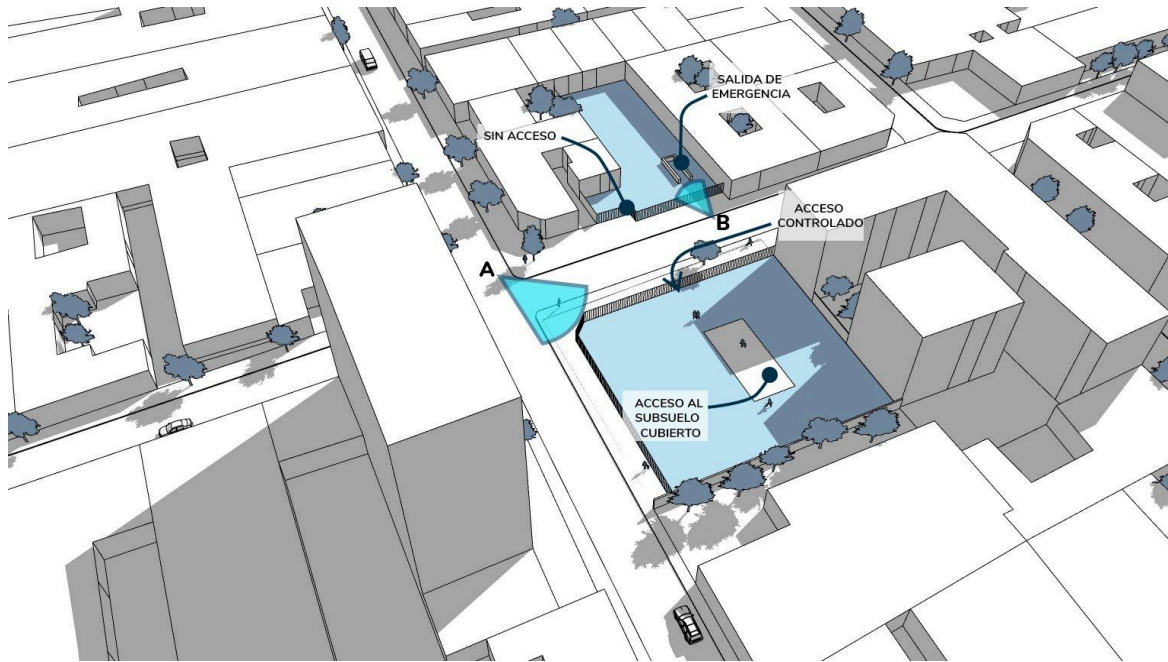 SALIDA DE
EMERGENCIA
SIN ACCESO
B
ACCESO
CONTROLADO
A
ACCESO AL
SUBSUELO
CUBIERTO